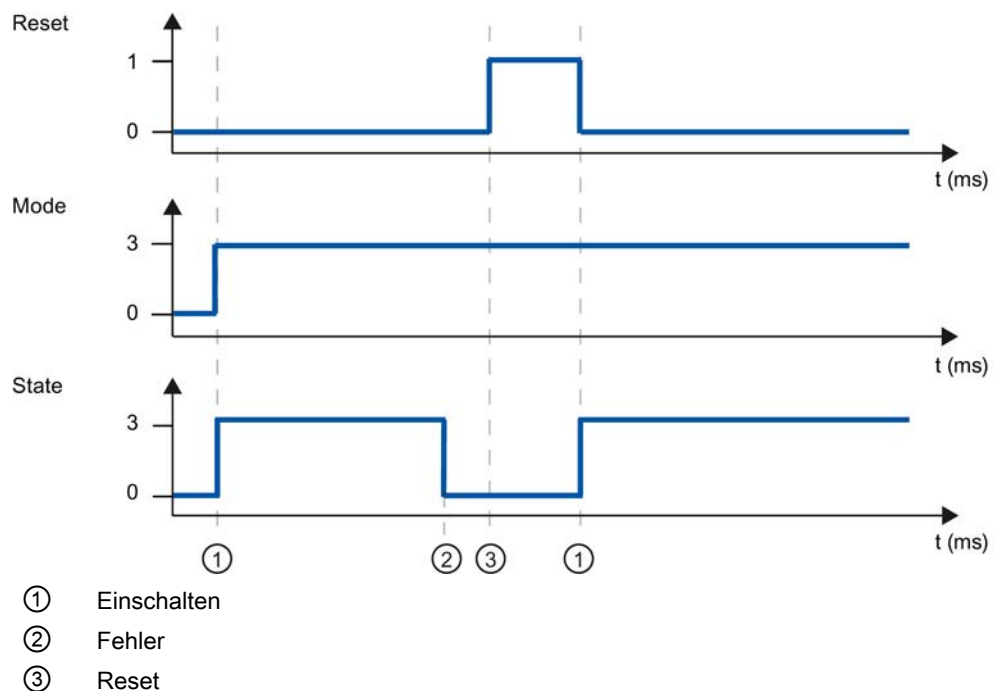 Reset
1
0
t (ms)
Mode
3
0
t (ms)
State
3
0
t (ms)
① ② ③ ①
① Einschalten
② Fehler
③ Reset